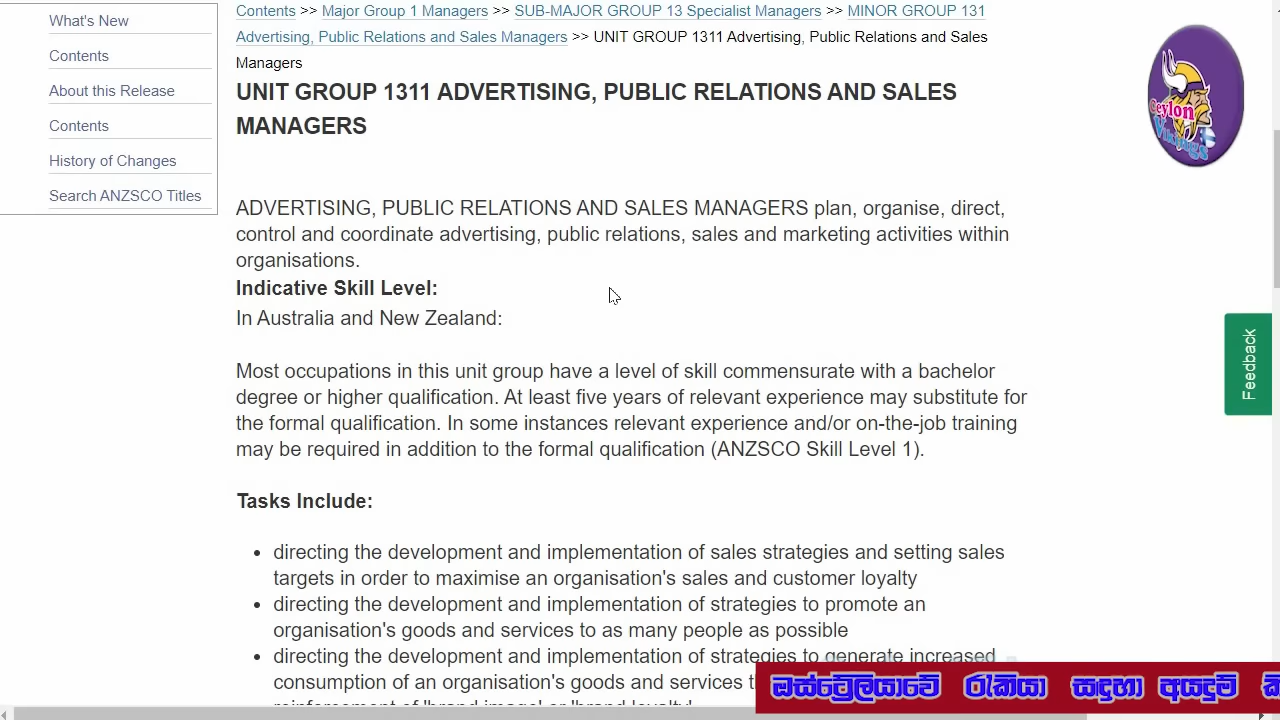 What's New
Contents
About this Release
Contents
History of Changes
Search ANZSCO Titles
Contents >> Major Group 1 Managers >> SUB-MAJOR GROUP 13 Specialist Managers >> MINOR GROUP 131
Advertising, Public Relations and Sales Managers >> UNIT GROUP 1311 Advertising, Public Relations and Sales
Managers
UNIT GROUP 1311 ADVERTISING, PUBLIC RELATIONS AND SALES
MANAGERS
Ceylon
Vikings
ADVERTISING, PUBLIC RELATIONS AND SALES MANAGERS plan, organise, direct,
control and coordinate advertising, public relations, sales and marketing activities within
organisations.
Indicative Skill Level:
In Australia and New Zealand:
Feedback
Most occupations in this unit group have a level of skill commensurate with a bachelor
degree or higher qualification. At least five years of relevant experience may substitute for
the formal qualification. In some instances relevant experience and/or on-the-job training
may be required in addition to the formal qualification (ANZSCO Skill Level 1).
Tasks Include:
• directing the development and implementation of sales strategies and setting sales
targets in order to maximise an organisation's sales and customer loyalty
• directing the development and implementation of strategies to promote an
organisation's goods and services to as many people as possible
• directing the development and implementation of strategies to generate increased
consumption of an organisation's goods and services
reinforcement of 'brand image' or 'brand loyalty'
ඔස්ට්‍රේලියාවේ රැකියා සඳහා අයදුම්